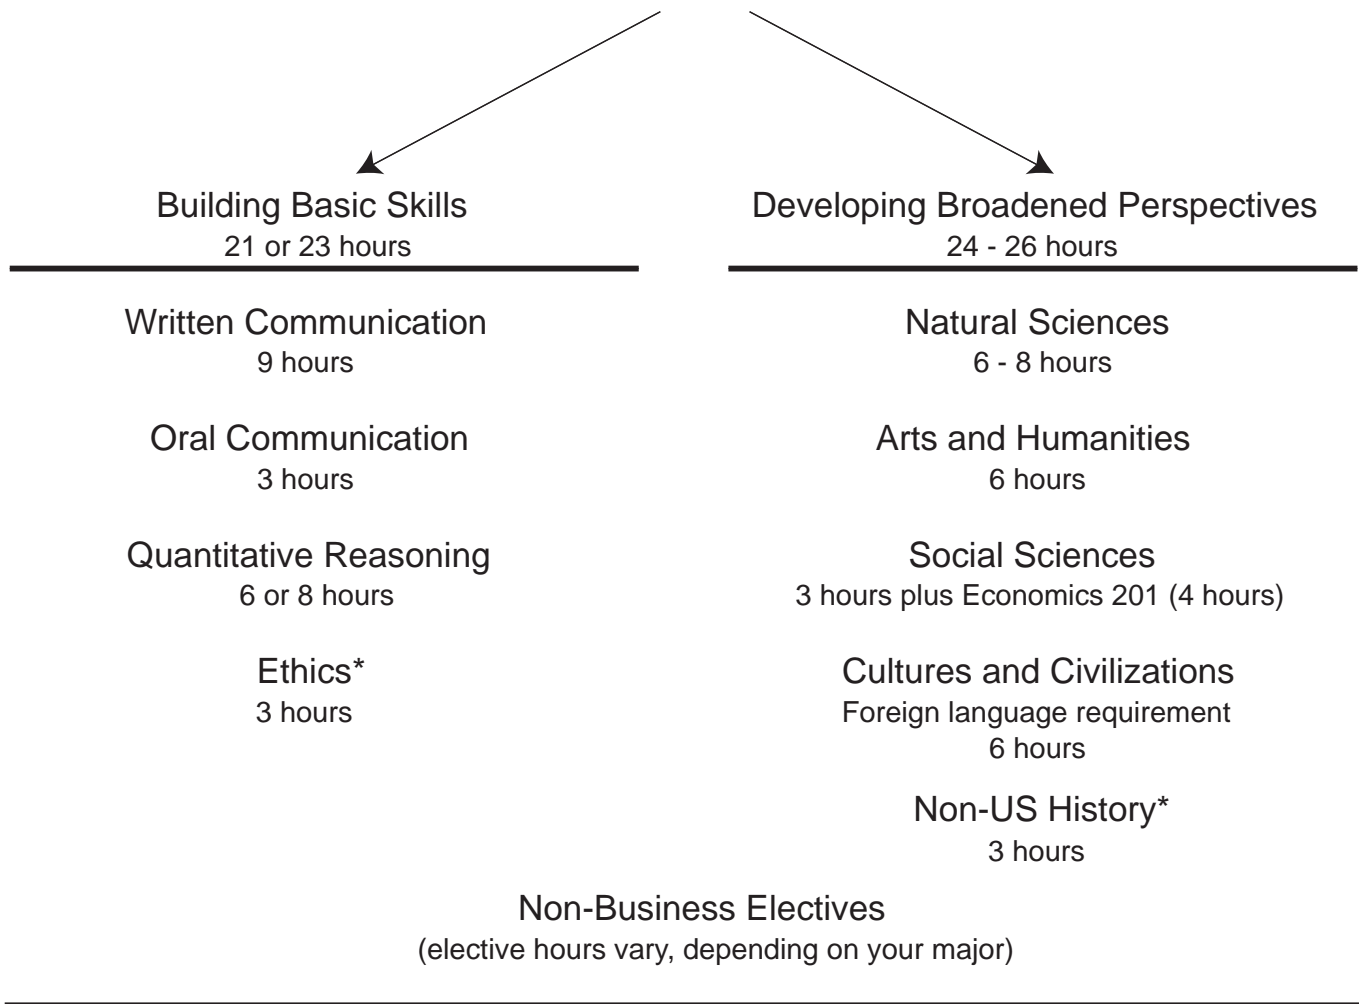 Building Basic Skills
21 or 23 hours
Written Communication
9 hours
Oral Communication
3 hours
Quantitative Reasoning
6 or 8 hours
Ethics*
3 hours
Developing Broadened Perspectives
24 - 26 hours
Natural Sciences
6 - 8 hours
Arts and Humanities
6 hours
Social Sciences
3 hours plus Economics 201 (4 hours)
Cultures and Civilizations
Foreign language requirement
6 hours
Non-US History*
3 hours
Non-Business Electives
(elective hours vary, depending on your major)